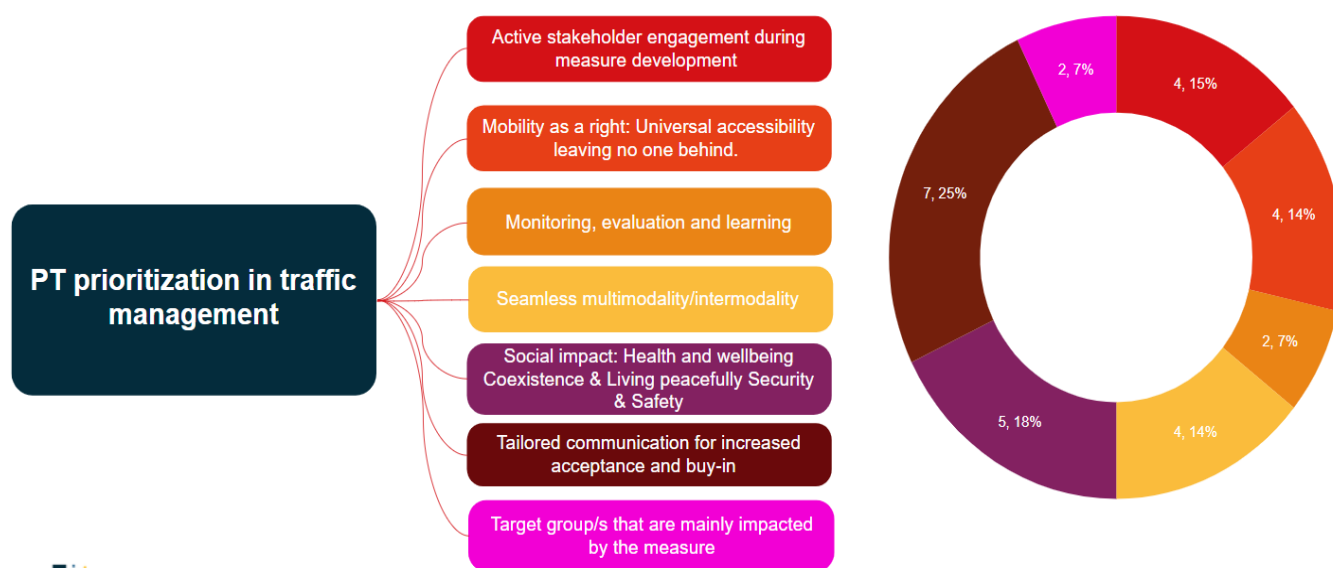 PT prioritization in traffic
management
Active stakeholder engagement during
measure development
Mobility as a right: Universal accessibility
leaving no one behind.
Monitoring, evaluation and learning
Seamless multimodality/intermodality
Social impact: Health and wellbeing
Coexistence & Living peacefully Security
& Safety
Tailored communication for increased
acceptance and buy-in
Target group/s that are mainly impacted
by the measure
2, 7%
4, 15%
7, 25%
4, 14%
2, 7%
5, 18%
4, 14%